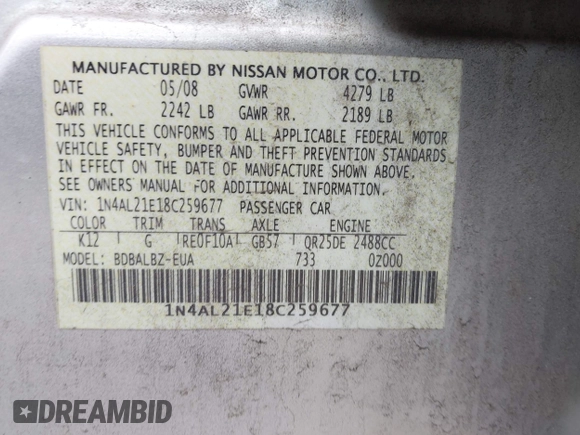 MANUFACTURED BY NISSAN MOTOR CO., LTD.
DATE 05/08 GVWR 4279 LB
GAWR FR. 2242 LB GAWR RR. 2189 LB
THIS VEHICLE CONFORMS TO ALL APPLICABLE FEDERAL MOTOR
VEHICLE SAFETY, BUMPER AND THEFT PREVENTION STANDARDS
IN EFFECT ON THE DATE OF MANUFACTURE SHOWN ABOVE.
SEE OWNERS MANUAL FOR ADDITIONAL INFORMATION.
VIN: 1N4AL21E18C259677 PASSENGER CAR
COLOR TRIM TRANS AXLE ENGINE
K12 G RE0F10A GB57 QR25DE 2488CC
MODEL: BDBALBZ-EUA 733 0Z000
1N4AL21E18C259677
DREAMBID